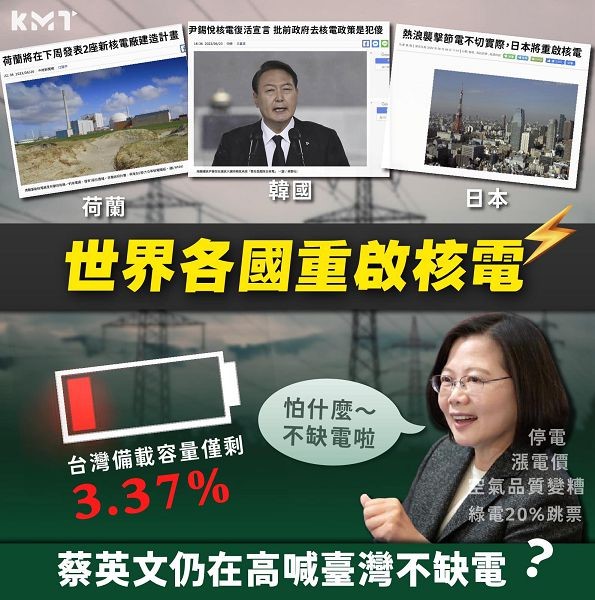 KMT
荷蘭將在下周發表2座新核電廠建造計畫
尹錫悅核電復活宣言 批前政府去核電政策是犯傻
熱浪襲擊節電不切實際，日本將重啟核電
荷蘭
韓國
日本
世界各國重啟核電
怕什麼～
不缺電啦
台灣備載容量僅剩
3.37%
停電
漲電價
空氣品質變糟
綠電20%跳票
蔡英文仍在高喊臺灣不缺電？